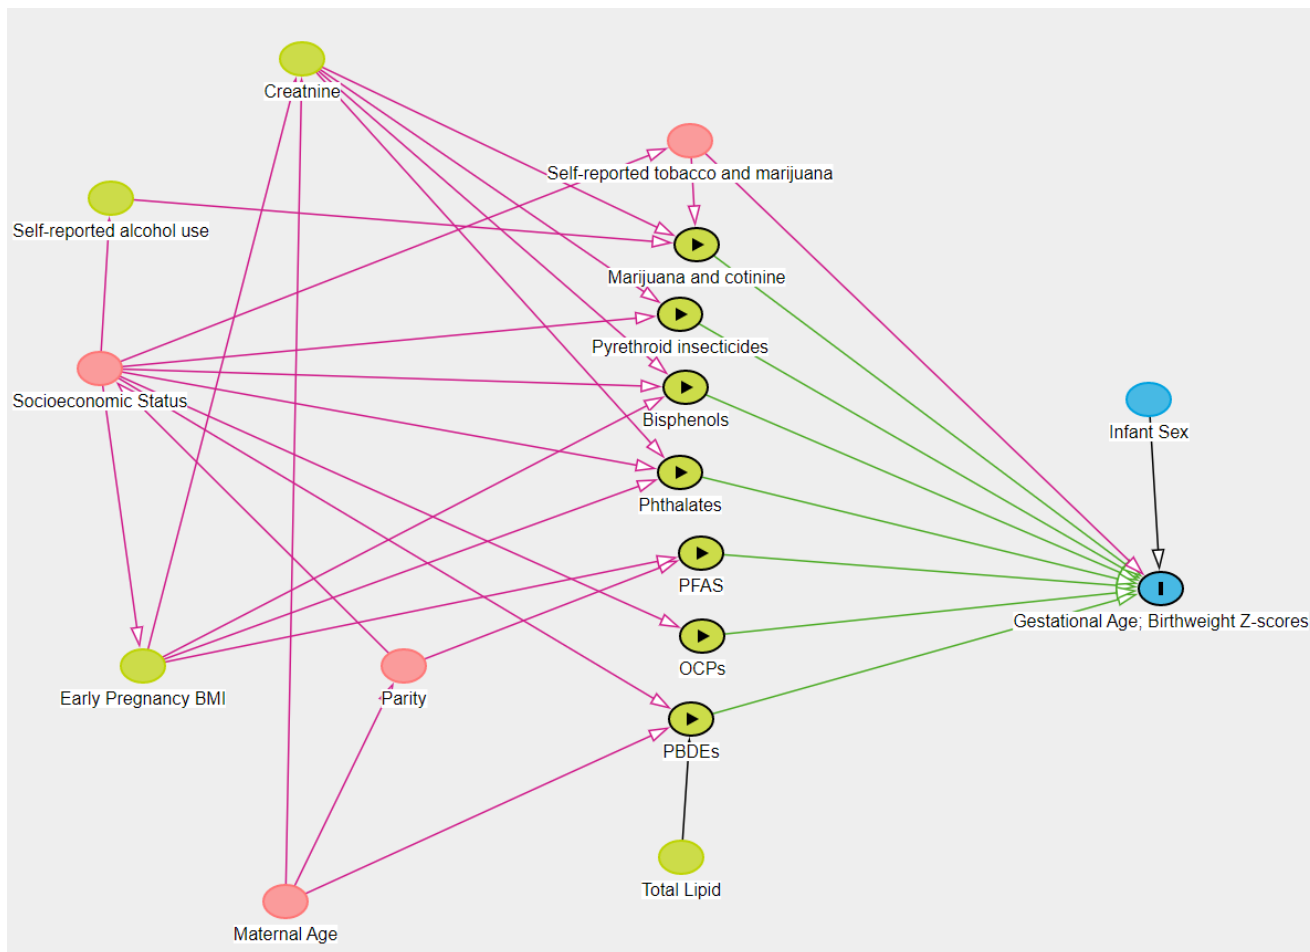 Creatnine
Self-reported tobacco and marijuana
Self-reported alcohol use
Marijuana and cotinine
Pyrethroid insecticides
Socioeconomic Status
Bisphenols
Infant Sex
Phthalates
PFAS
Gestational Age; Birthweight Z-scores
OCPs
Early Pregnancy BMI
Parity
PBDEs
Total Lipid
Maternal Age